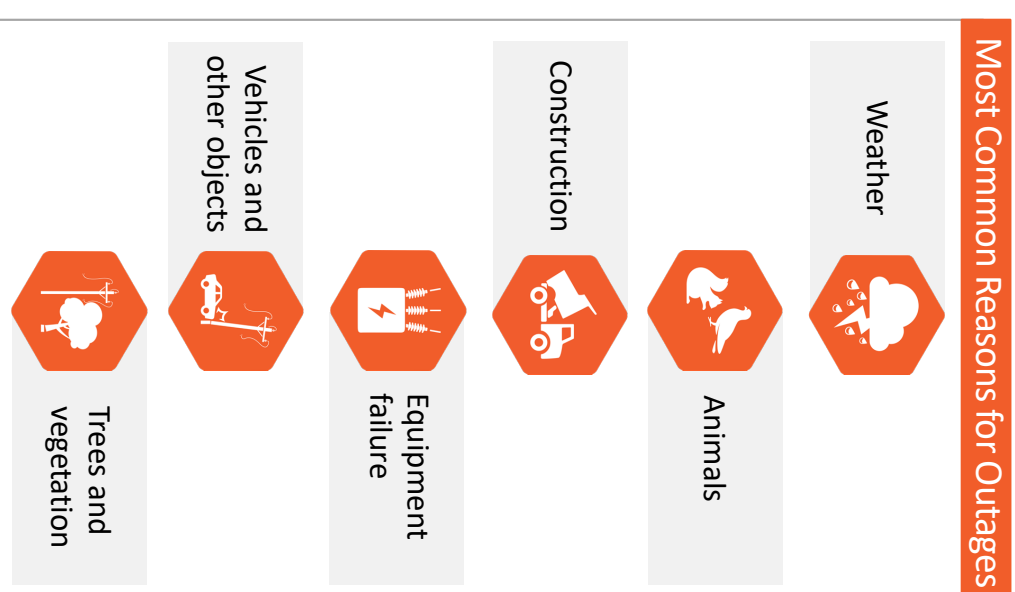 Most Common Reasons for Outages
Weather
Animals
Construction
Equipment
failure
Vehicles and
other objects
Trees and
vegetation